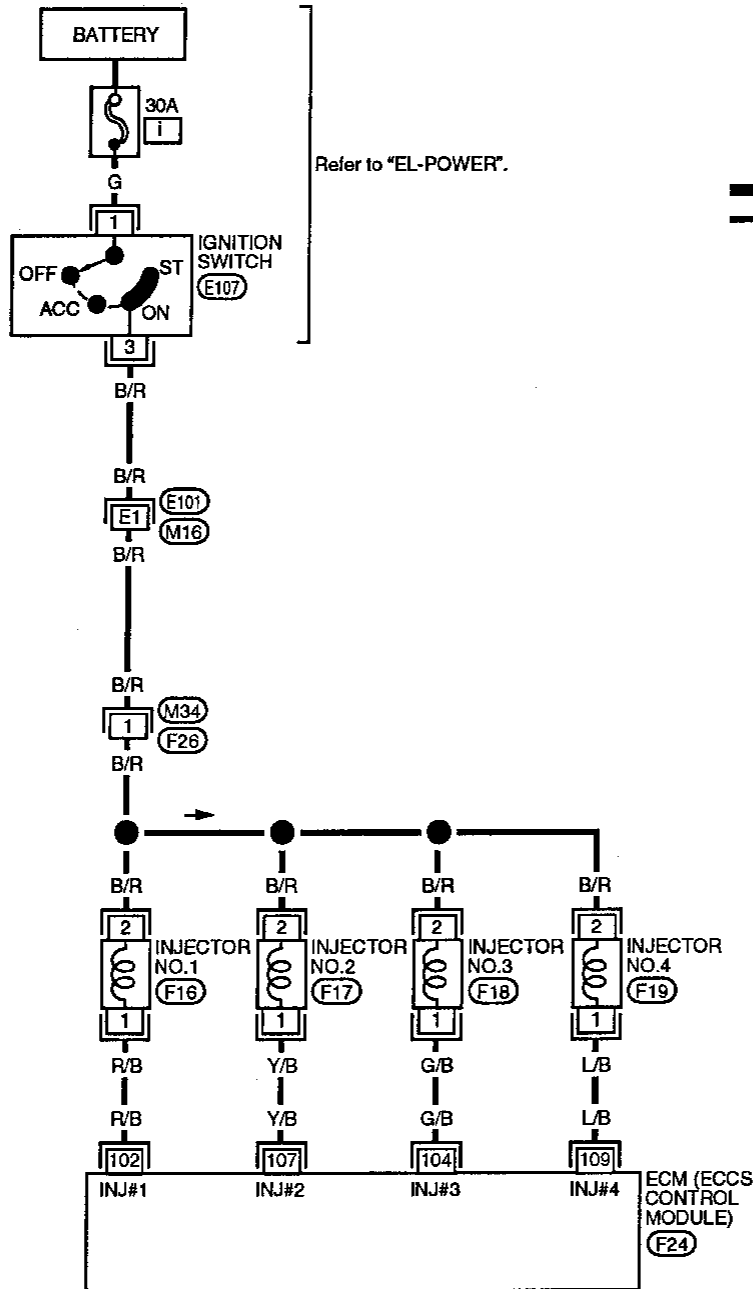 BATTERY
30A
i
G
Refer to "EL-POWER".
1
IGNITION
SWITCH
E107
OFF
ST
ACC
ON
3
B/R
B/R
E1
E101
M16
B/R
B/R
1
M34
F26
B/R
B/R B/R B/R B/R
2 2 2 2
INJECTOR INJECTOR INJECTOR INJECTOR
NO.1 NO.2 NO.3 NO.4
F16 F17 F18 F19
1 1 1 1
R/B Y/B G/B L/B
R/B Y/B G/B L/B
102 107 104 109
INJ#1 INJ#2 INJ#3 INJ#4
ECM (ECCS
CONTROL
MODULE)
F24